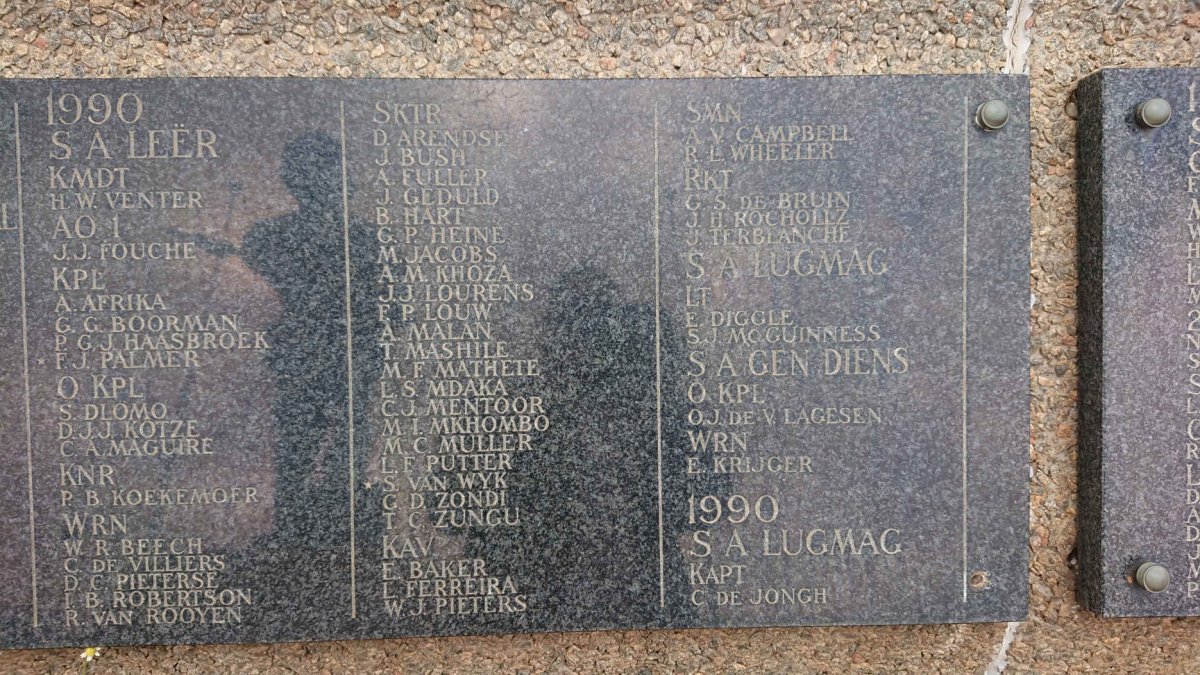 1990
S A LEËR
KMDT
H.W. VENTER
AO 1
J.J. FOUCHE
KPL
A. AFRIKA
G.G. BOORMAN
P.G.J. HAASBROEK
* F.J. PALMER
O KPL
S. DLOMO
D.J.J. KOTZE
C.A. MAGUIRE
KNR
P.B. KOEKEMOER
WRN
W.R. BEECH
C. DE VILLIERS
D.C. PIETERSE
F.B. ROBERTSON
R. VAN ROOYEN
SKTR
D. ARENDSE
J. BUSH
A. FULLER
J. GEDULD
B. HART
G.P. HEINE
M. JACOBS
A.M. KHOZA
J.J. LOURENS
F.P. LOUW
A. MALAN
T. MASHILE
M.F. MATHETE
L.S. MDAKA
C.J. MENTOOR
M.I. MKHOMBO
M.C. MULLER
L.F. PUTTER
* S. VAN WYK
G.D. ZONDI
T.C. ZUNGU
KAV
E. BAKER
L. FERREIRA
W.J. PIETERS
SMN
A.V. CAMPBELL
R.L. WHEELER
RKT
G.S. DE BRUIN
J.H. ROCHOLLZ
J. TERBLANCHE
S A LUGMAG
LT
E. DIGGLE
S.J. MCGUINNESS
S A GEN DIENS
O KPL
O.J. DE V. LAGESEN
WRN
E. KRIJGER
1990
S A LUGMAG
KAPT
C. DE JONGH